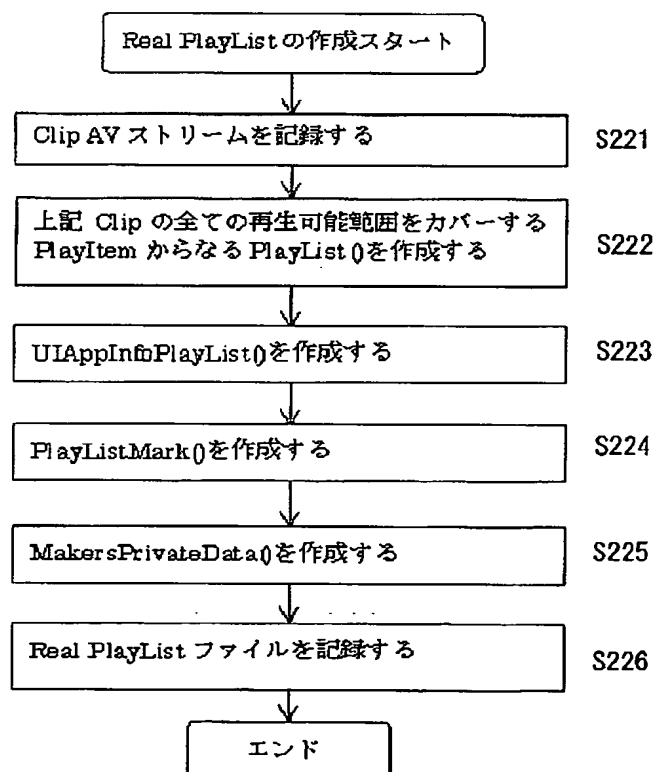 Real PlayListの作成スタート
Clip AV ストリームを記録する
S221
上記 Clip の全ての再生可能範囲をカバーする
PlayItem からなる PlayList()を作成する
S222
UIAppInfoPlayList()を作成する
S223
PlayListMark()を作成する
S224
MakersPrivateData()を作成する
S225
Real PlayList ファイルを記録する
S226
エンド